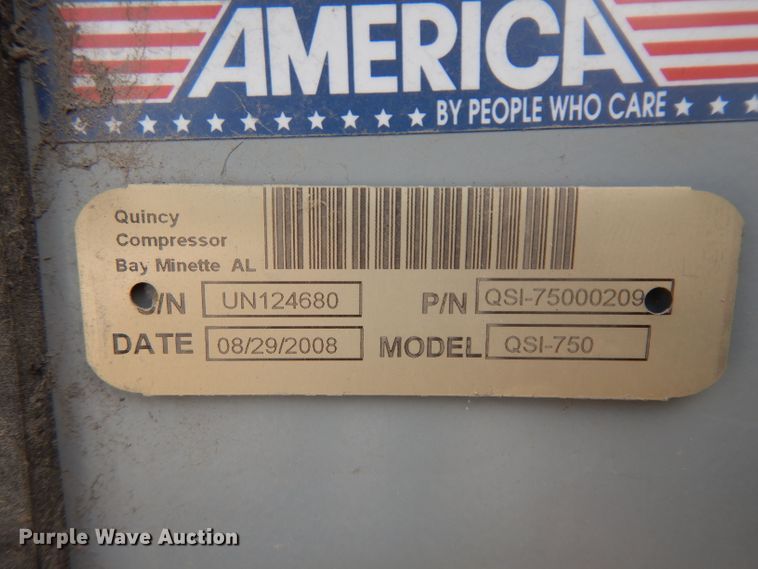 AMERICA
BY PEOPLE WHO CARE
Quincy
Compressor
Bay Minette AL
S/N UN124680 P/N QSI-75000209
DATE 08/29/2008 MODEL QSI-750
Purple Wave Auction